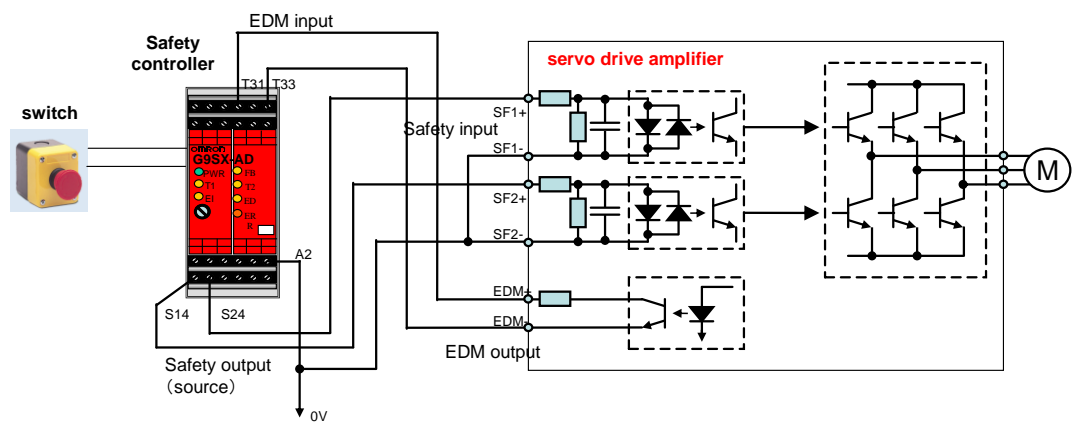 EDM input
Safety
controller
servo drive amplifier
T31 T33
switch
SF1+
Safety input
OMRON
G9SX-AD
SF1-
PWR
FB
T1
T2
SF2+
EI
ED
ER
R
SF2-
A2
M
EDM+
S14
S24
EDM-
EDM output
Safety output
（source）
0V